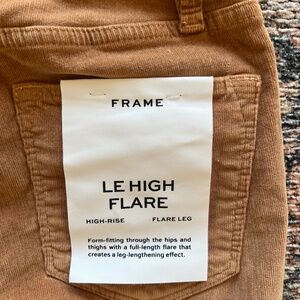 FRAME
LE HIGH
FLARE
HIGH-RISE FLARE LEG
Form-fitting through the hips and
thighs with a full-length flare that
creates a leg-lengthening effect.